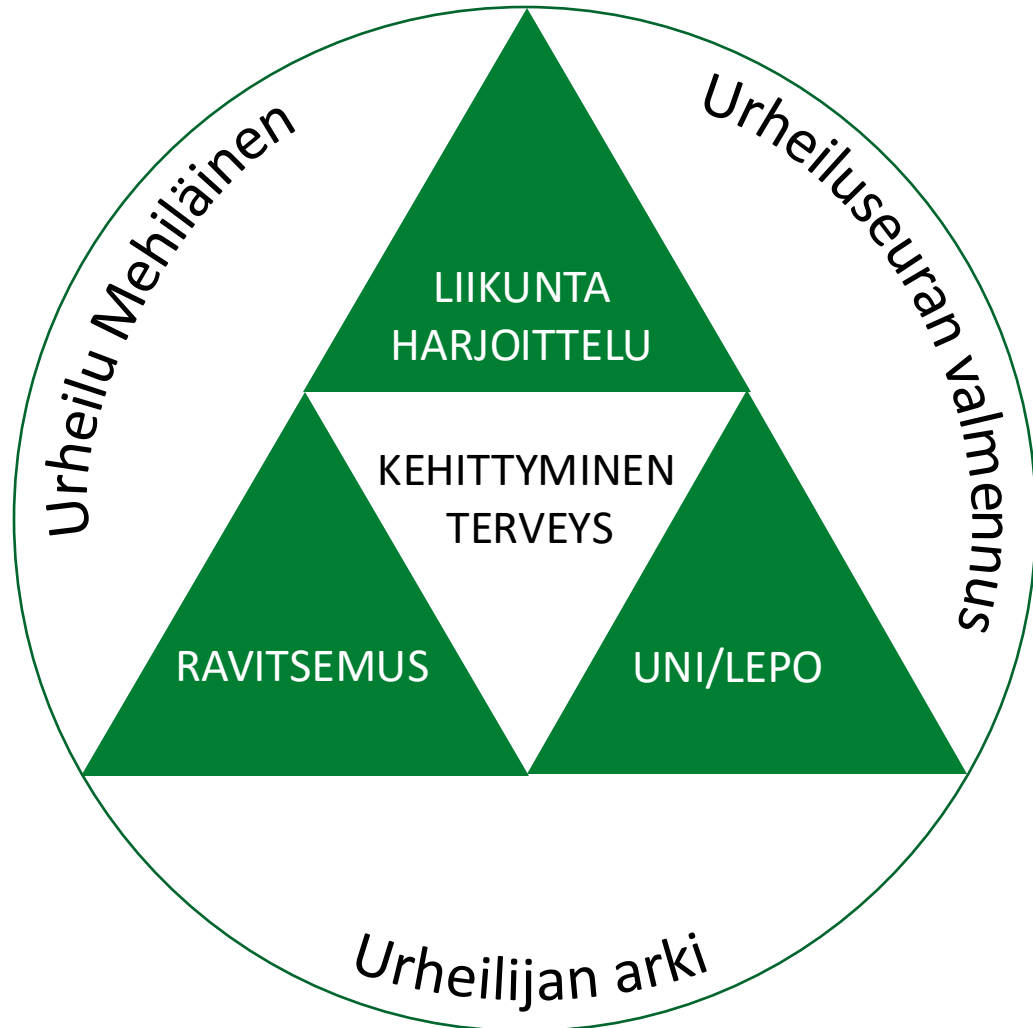 Urheilu Mehiläinen
Urheiluseuran valmennus
LIIKUNTA
HARJOITTELU
KEHITTYMINEN
TERVEYS
RAVITSEMUS
UNI/LEPO
Urheilijan arki